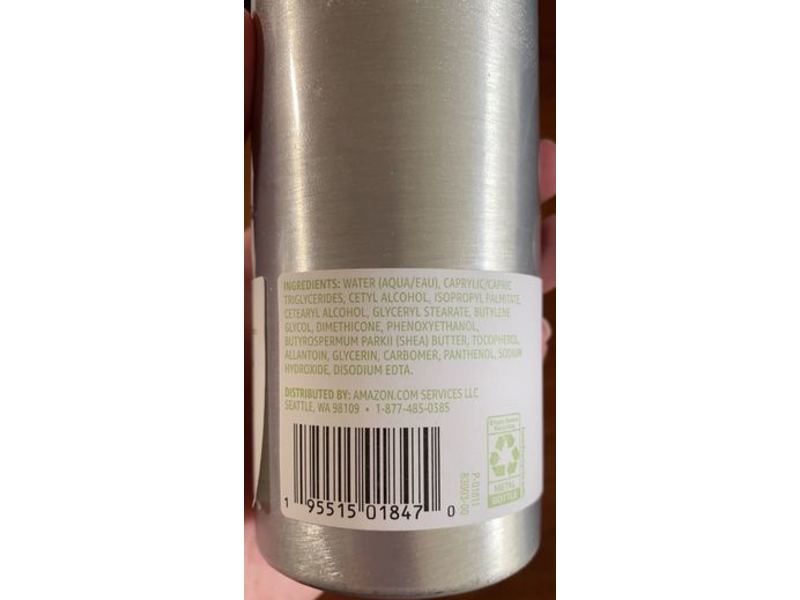 INGREDIENTS: WATER (AQUA/EAU), CAPRYLIC/CAPRIC
TRIGLYCERIDES, CETYL ALCOHOL, ISOPROPYL PALMITATE,
CETEARYL ALCOHOL, GLYCERYL STEARATE, BUTYLENE
GLYCOL, DIMETHICONE, PHENOXYETHANOL,
BUTYROSPERMUM PARKII (SHEA) BUTTER, TOCOPHEROL,
ALLANTOIN, GLYCERIN, CARBOMER, PANTHENOL, SODIUM
HYDROXIDE, DISODIUM EDTA.
DISTRIBUTED BY: AMAZON.COM SERVICES LLC
SEATTLE, WA 98109 • 1-877-485-0385
1 95515 01847 0
METAL
BOTTLE